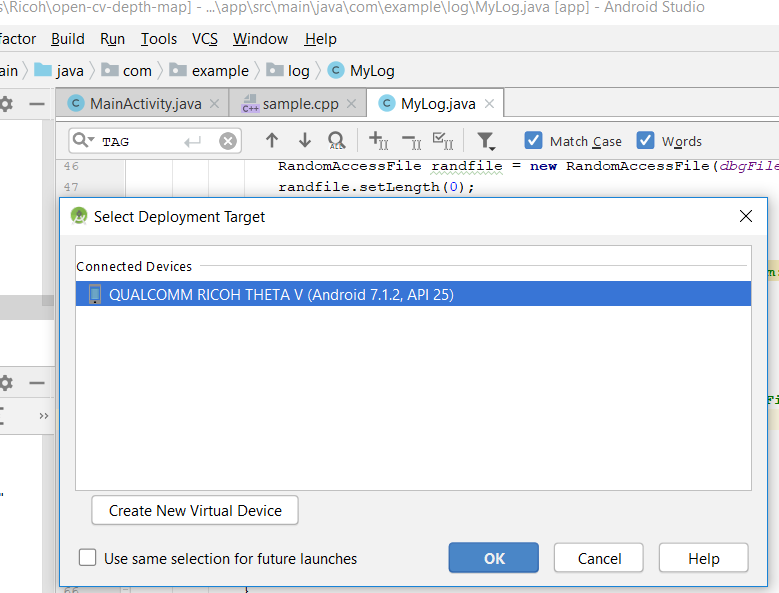 s\Ricoh\open-cv-depth-map] - ...\app\src\main\java\com\example\log\MyLog.java [app] - Android Studio
factor Build Run Tools VCS Window Help
ain java com example log MyLog
C MainActivity.java C++ sample.cpp C MyLog.java
TAG Match Case Words
46 RandomAccessFile randfile = new RandomAccessFile(dbgFile
47 randfile.setLength(0);
Select Deployment Target
Connected Devices
QUALCOMM RICOH THETA V (Android 7.1.2, API 25)
Create New Virtual Device
Use same selection for future launches
OK Cancel Help